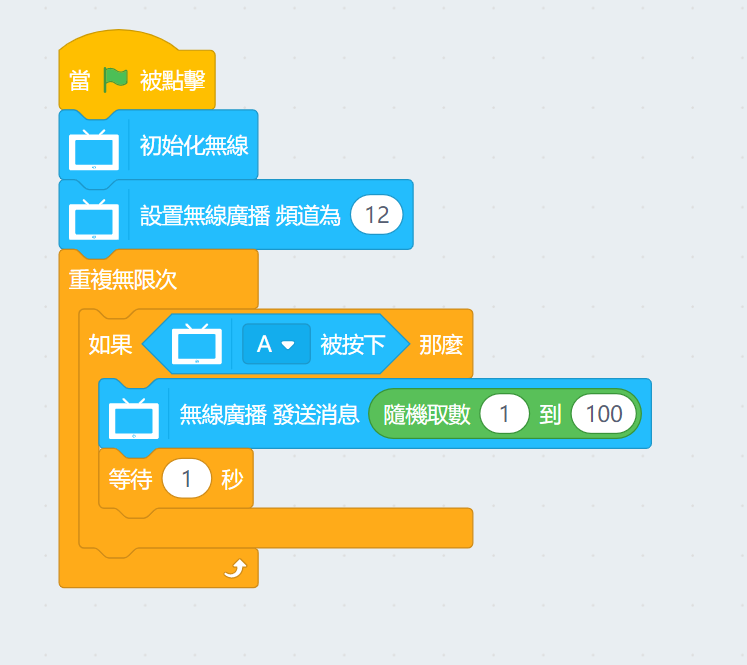 當 被點擊
初始化無線
設置無線廣播 頻道為 12
重複無限次
如果 A 被按下 那麼
無線廣播 發送消息 隨機取數 1 到 100
等待 1 秒